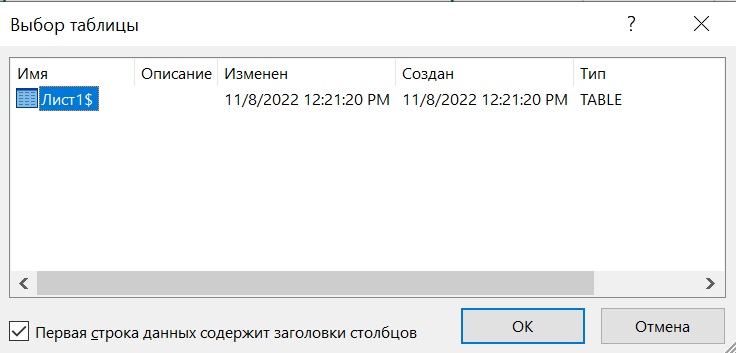 Выбор таблицы
?
Имя Описание Изменен Создан Тип
Лист1$ 11/8/2022 12:21:20 PM 11/8/2022 12:21:20 PM TABLE
Первая строка данных содержит заголовки столбцов
ОК Отмена